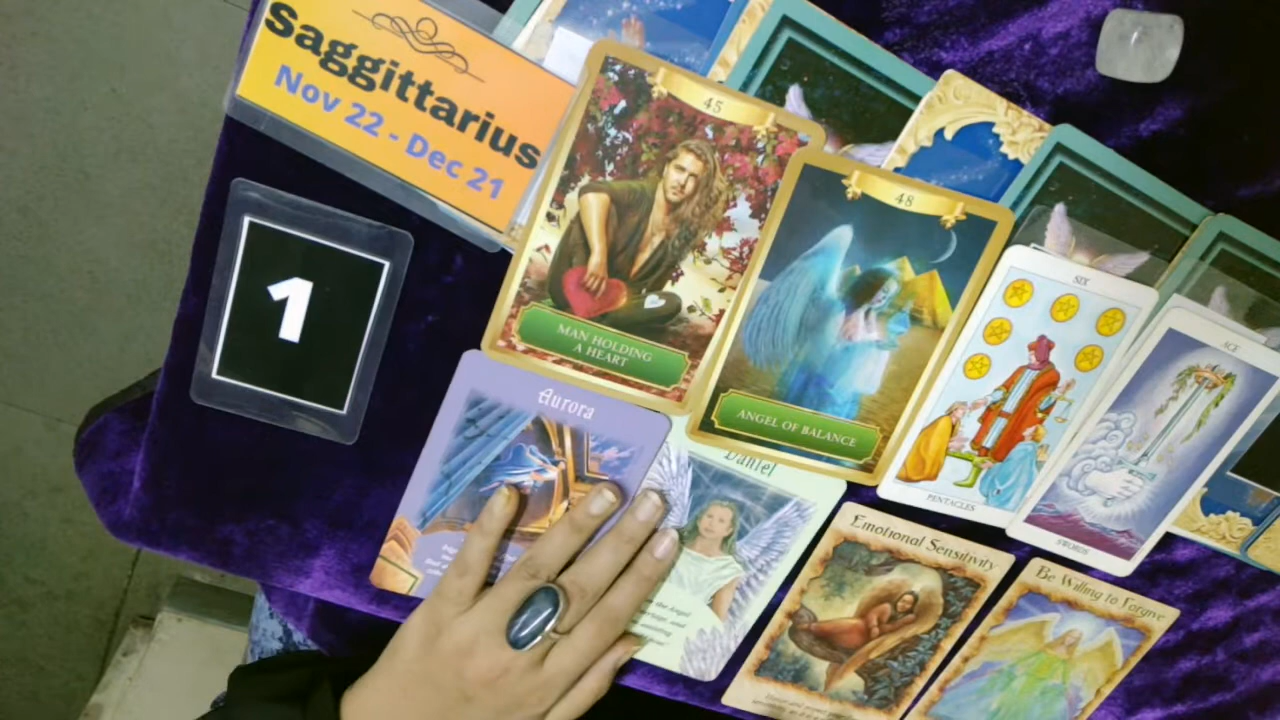 Saggittarius
Nov 22 - Dec 21
1
45
MAN HOLDING
A HEART
48
ANGEL OF BALANCE
SIX
PENTACLES
ACE
SWORDS
Aurora
Daniel
Emotional Sensitivity
Be Willing to Forgive